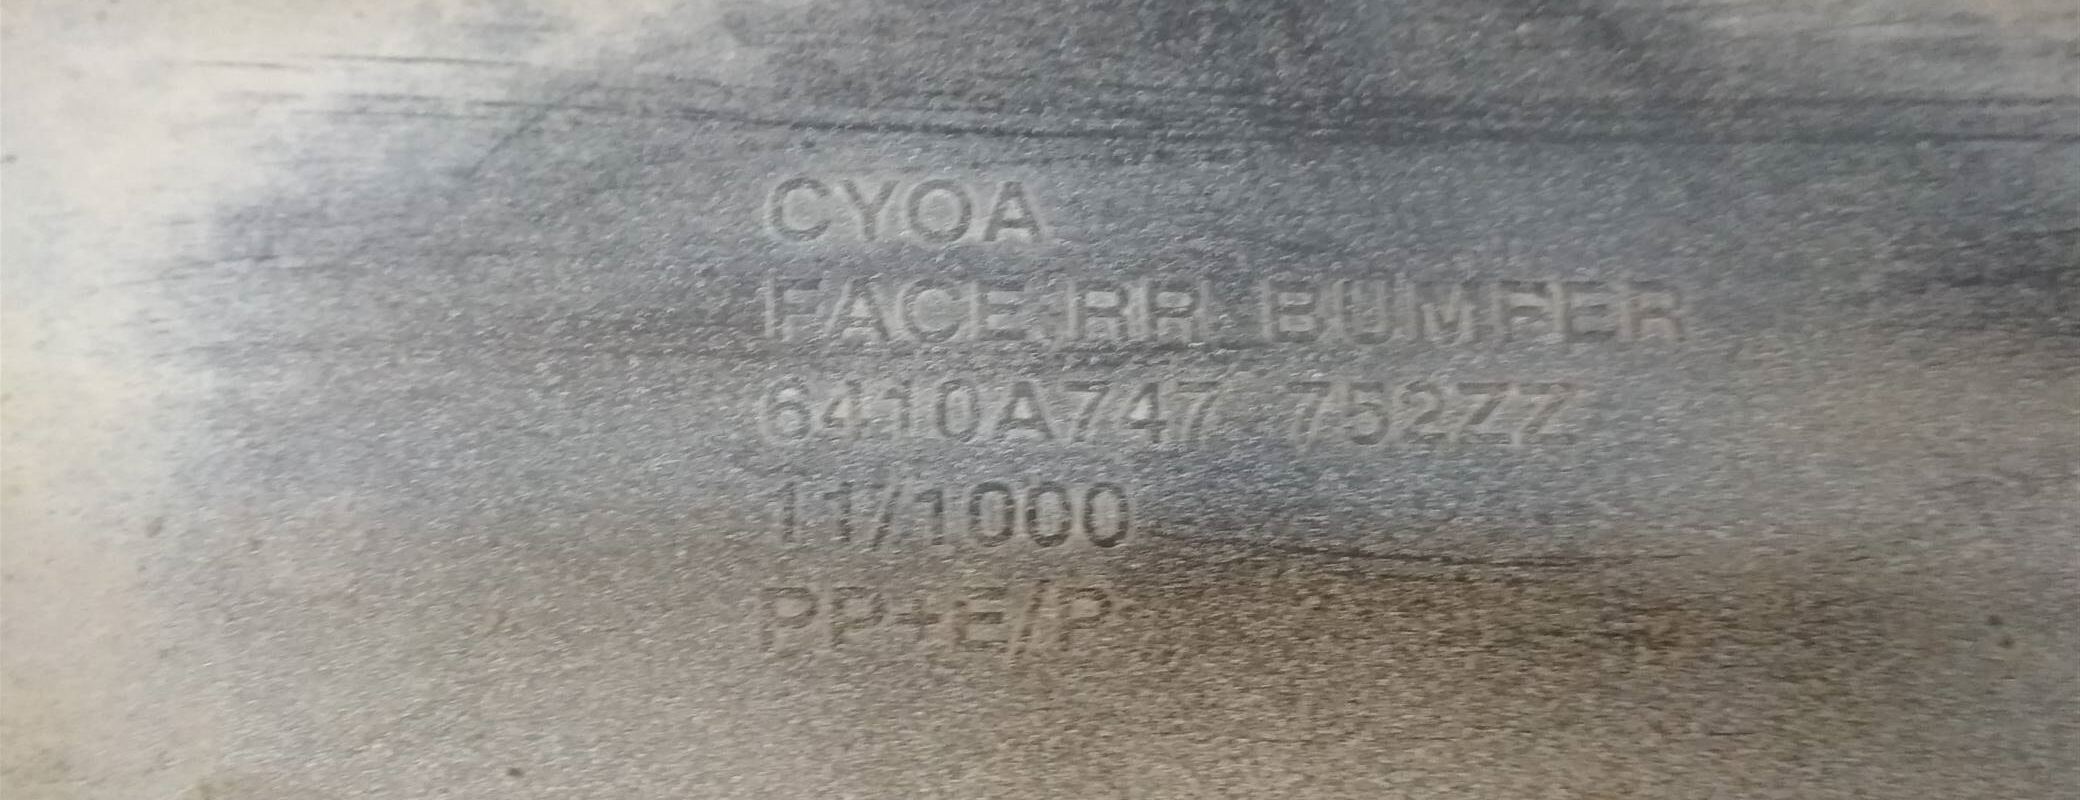 CYOA
FACE,RR BUMPER
6410A747 752ZZ
11/1000
PP+E/P